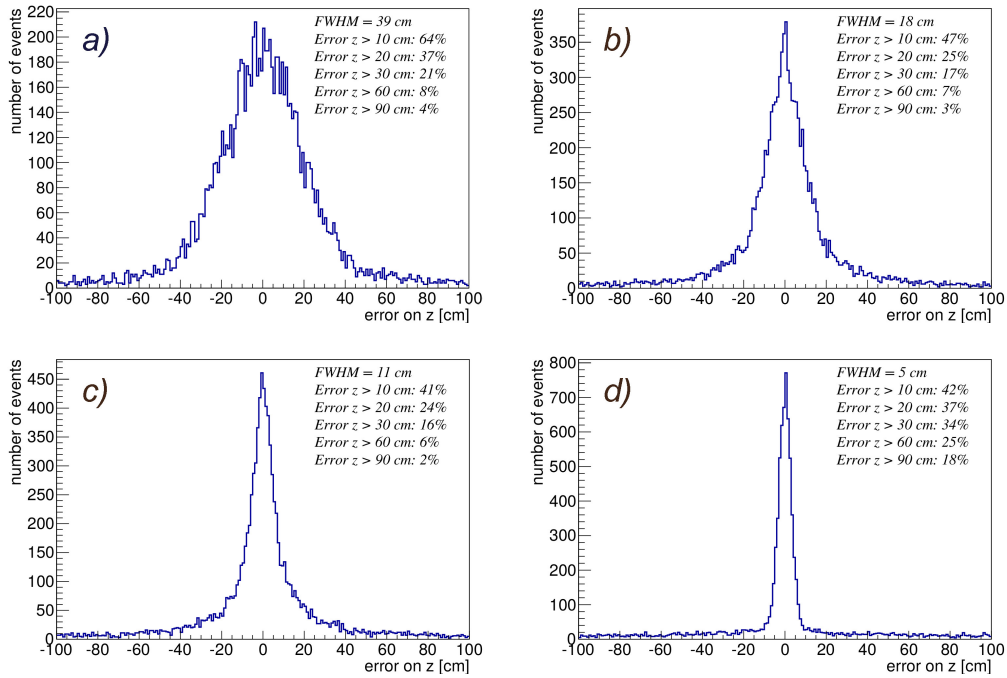 a)
FWHM = 39 cm
Error z > 10 cm: 64%
Error z > 20 cm: 37%
Error z > 30 cm: 21%
Error z > 60 cm: 8%
Error z > 90 cm: 4%
number of events
220
200
180
160
140
120
100
80
60
40
20
0
-100 -80 -60 -40 -20 0 20 40 60 80 100
error on z [cm]
b)
FWHM = 18 cm
Error z > 10 cm: 47%
Error z > 20 cm: 25%
Error z > 30 cm: 17%
Error z > 60 cm: 7%
Error z > 90 cm: 3%
number of events
350
300
250
200
150
100
50
0
-100 -80 -60 -40 -20 0 20 40 60 80 100
error on z [cm]
c)
FWHM = 11 cm
Error z > 10 cm: 41%
Error z > 20 cm: 24%
Error z > 30 cm: 16%
Error z > 60 cm: 6%
Error z > 90 cm: 2%
number of events
450
400
350
300
250
200
150
100
50
0
-100 -80 -60 -40 -20 0 20 40 60 80 100
error on z [cm]
d)
FWHM = 5 cm
Error z > 10 cm: 42%
Error z > 20 cm: 37%
Error z > 30 cm: 34%
Error z > 60 cm: 25%
Error z > 90 cm: 18%
number of events
800
700
600
500
400
300
200
100
0
-100 -80 -60 -40 -20 0 20 40 60 80 100
error on z [cm]